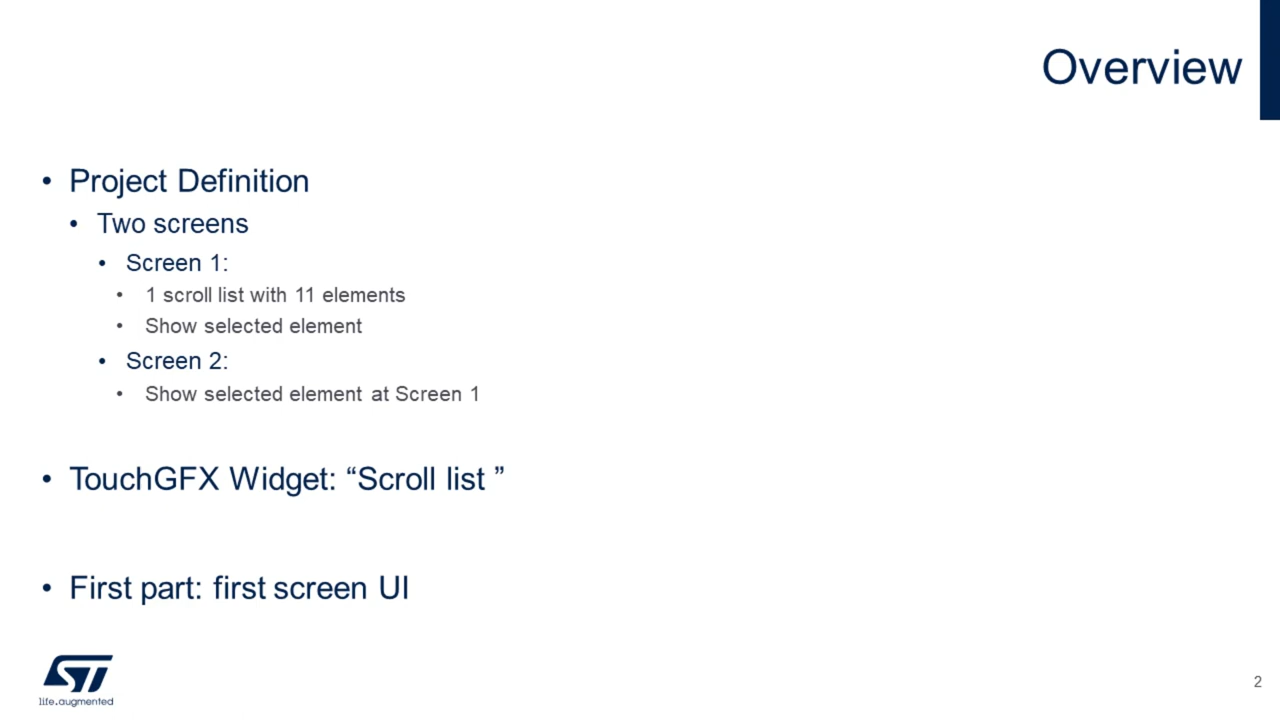 Overview
• Project Definition
• Two screens
• Screen 1:
• 1 scroll list with 11 elements
• Show selected element
• Screen 2:
• Show selected element at Screen 1
• TouchGFX Widget: “Scroll list ”
• First part: first screen UI
ST
life.augmented
2